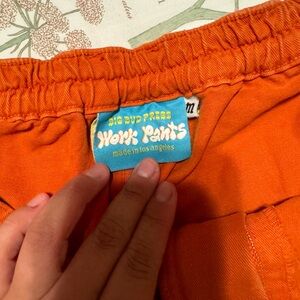 BIG BUD PRESS
Work Pants
made in los angeles
m